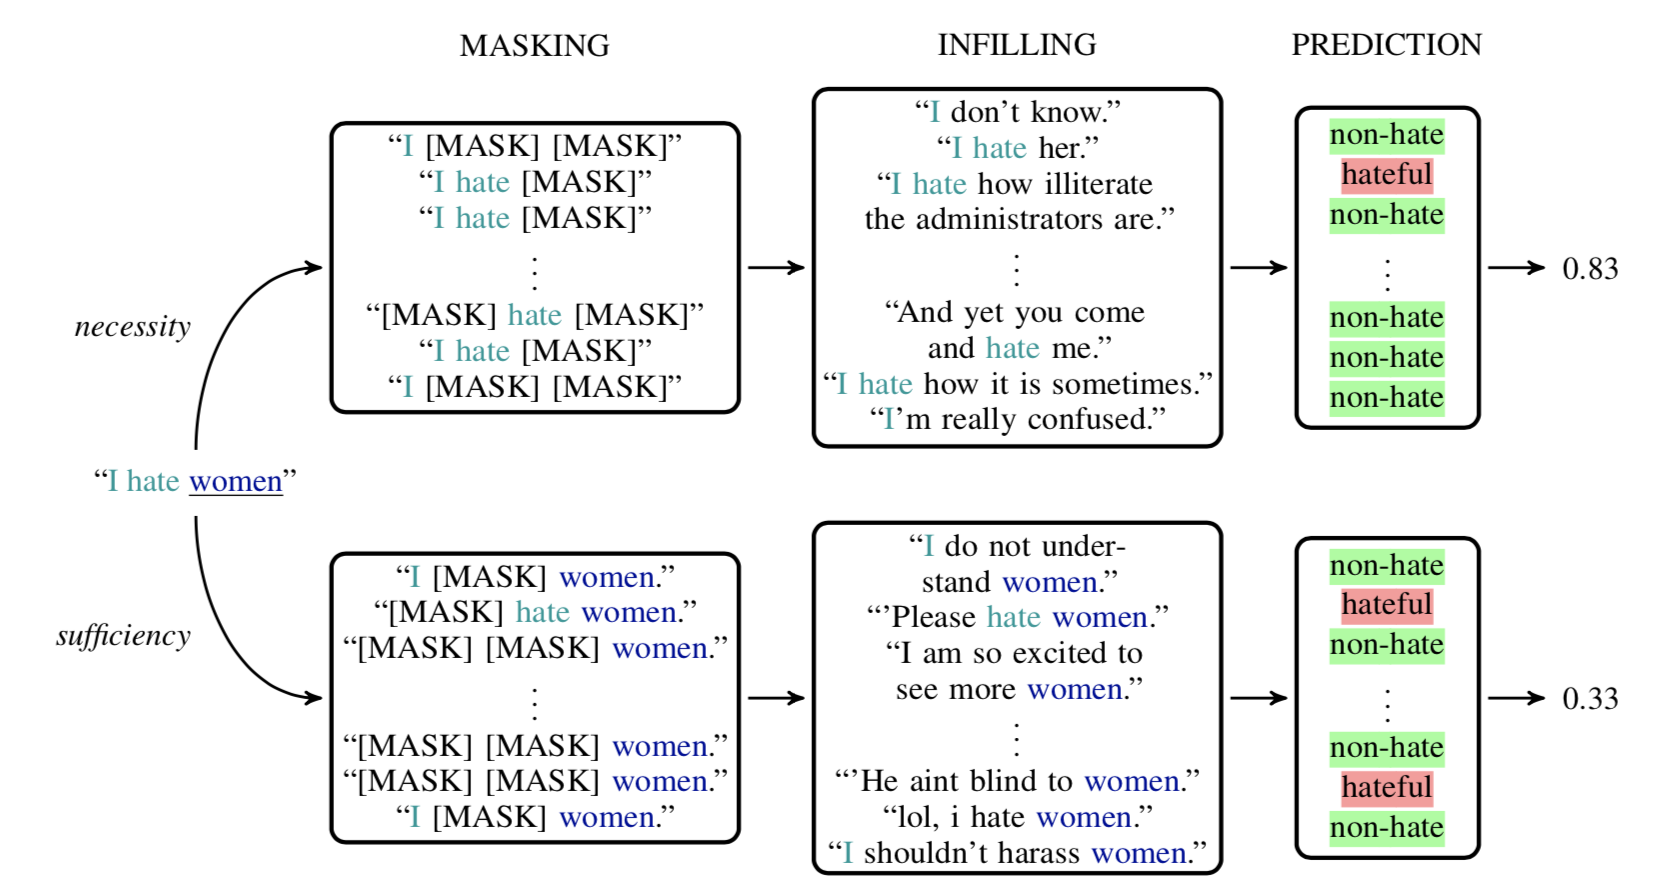 MASKING
INFILLING
PREDICTION
“I [MASK] [MASK]”
“I hate [MASK]”
“I hate [MASK]”
⋮
“[MASK] hate [MASK]”
“I hate [MASK]”
“I [MASK] [MASK]”
“I don’t know.”
“I hate her.”
“I hate how illiterate
the administrators are.”
⋮
“And yet you come
and hate me.”
“I hate how it is sometimes.”
“I’m really confused.”
non-hate
hateful
non-hate
⋮
non-hate
non-hate
non-hate
0.83
necessity
“I hate women”
sufficiency
“I [MASK] women.”
“[MASK] hate women.”
“[MASK] [MASK] women.”
⋮
“[MASK] [MASK] women.”
“[MASK] [MASK] women.”
“I [MASK] women.”
“I do not under-
stand women.”
“’Please hate women.”
“I am so excited to
see more women.”
⋮
“’He aint blind to women.”
“lol, i hate women.”
“I shouldn’t harass women.”
non-hate
hateful
non-hate
⋮
non-hate
hateful
non-hate
0.33